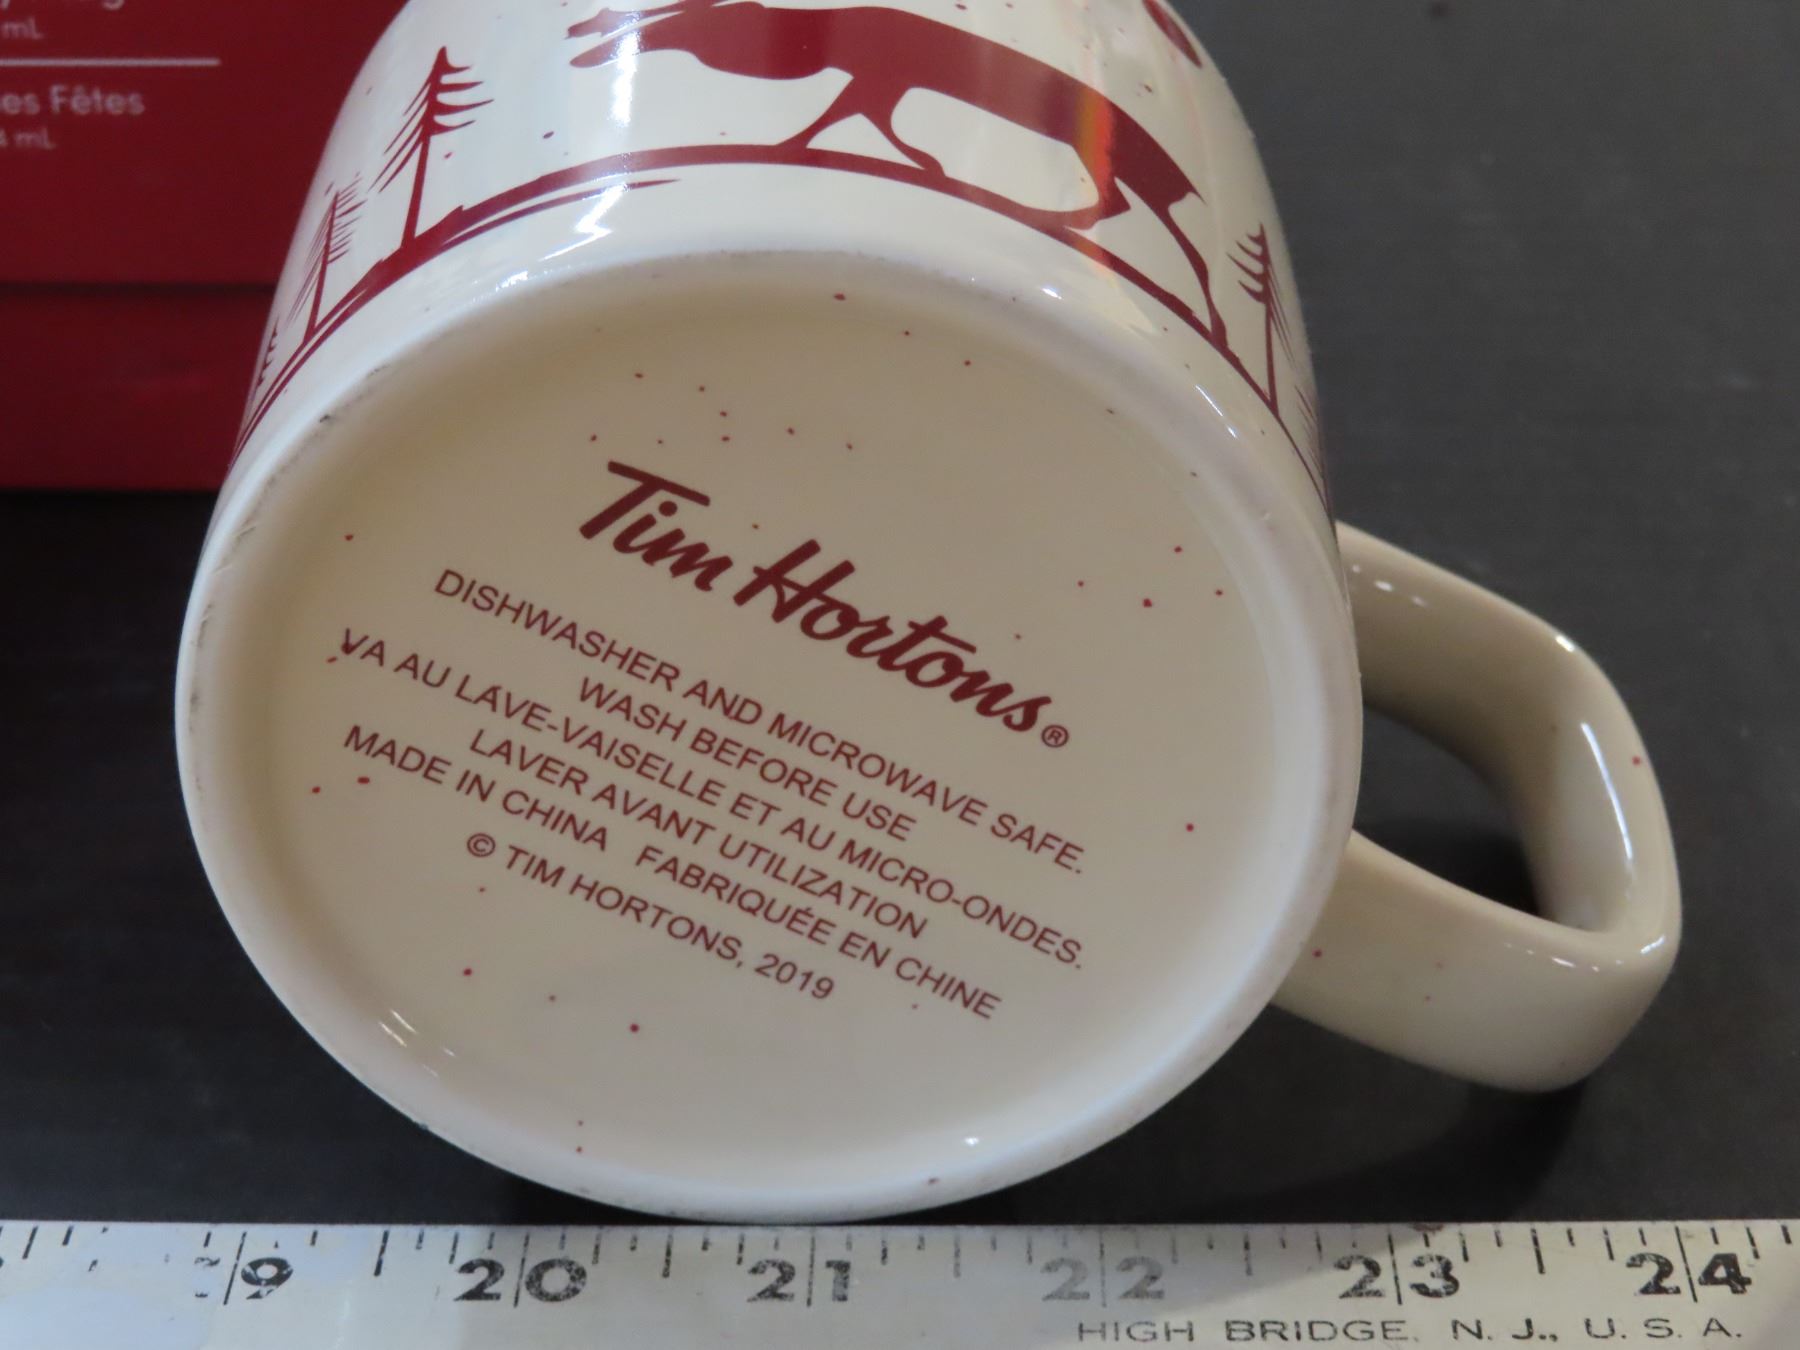 mL
es Fêtes
mL
Tim Hortons®
DISHWASHER AND MICROWAVE SAFE.
WASH BEFORE USE
VA AU LAVE-VAISELLE ET AU MICRO-ONDES.
LAVER AVANT UTILIZATION
MADE IN CHINA FABRIQUÉE EN CHINE
© TIM HORTONS, 2019
9 20 21 22 23 24
HIGH BRIDGE, N. J., U. S. A.